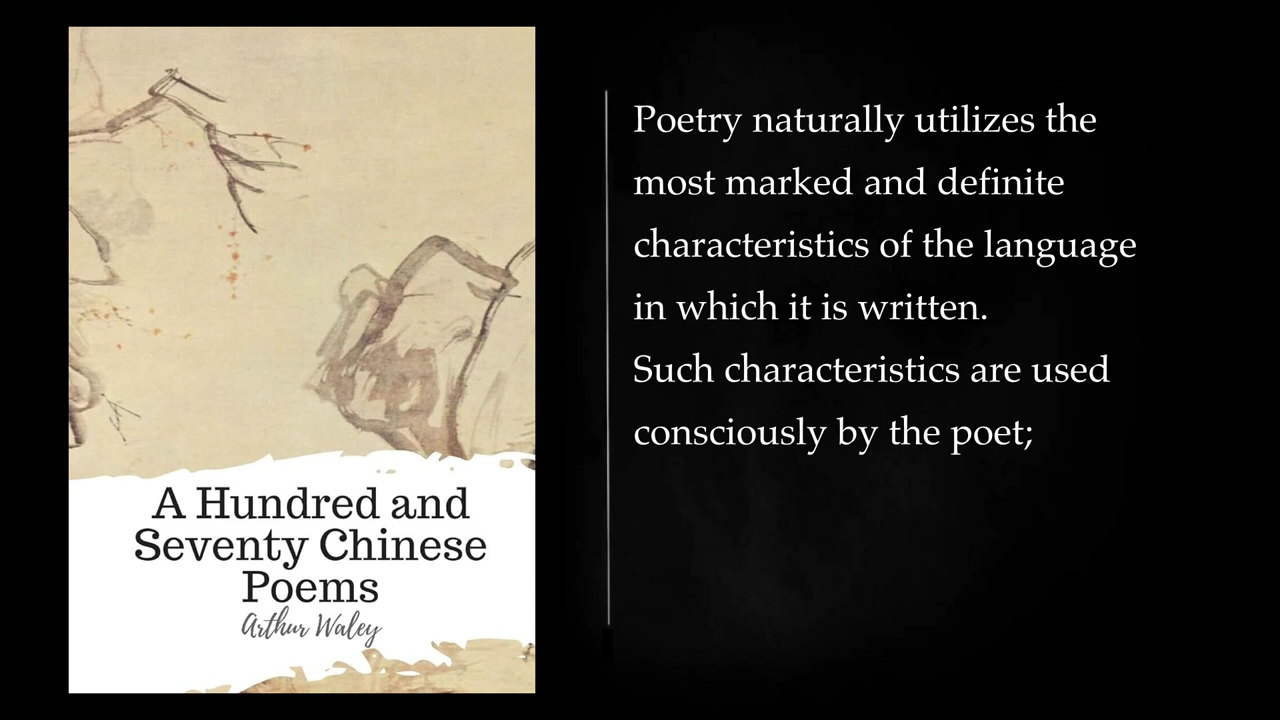 A Hundred and
Seventy Chinese
Poems
Arthur Waley
Poetry naturally utilizes the
most marked and definite
characteristics of the language
in which it is written.
Such characteristics are used
consciously by the poet;